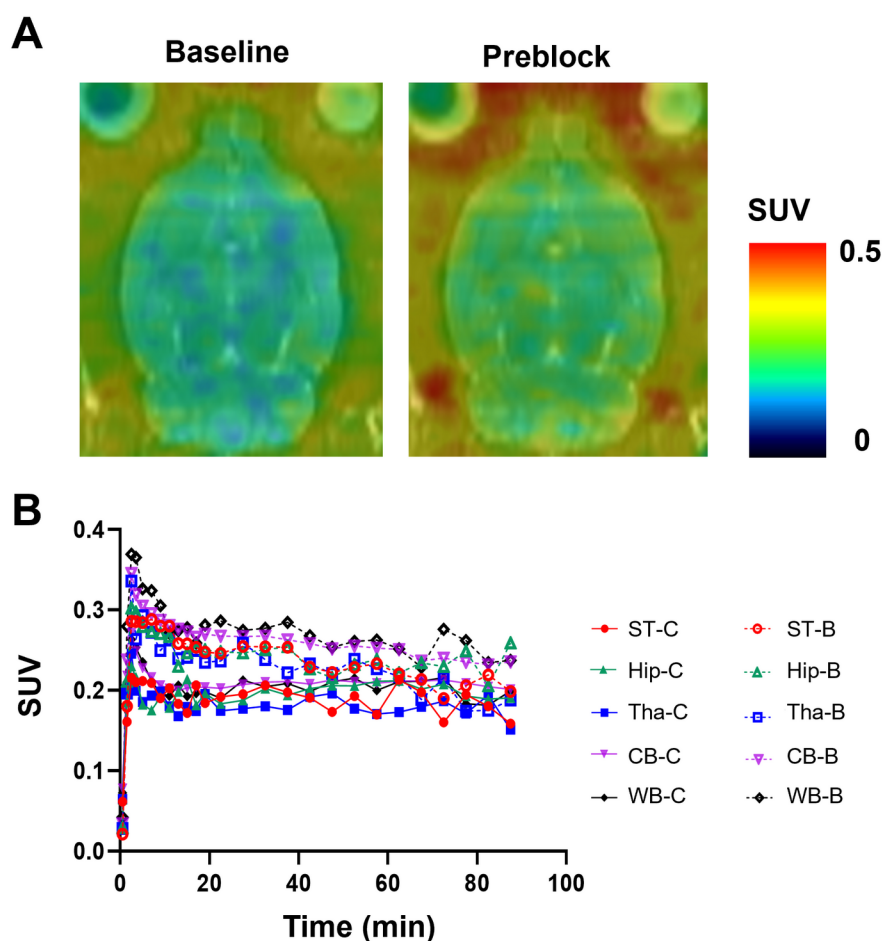 A
Baseline Preblock
SUV
0.5
0
B
SUV
0.4
0.3
0.2
0.1
0.0
0 20 40 60 80 100
Time (min)
ST-C ST-B
Hip-C Hip-B
Tha-C Tha-B
CB-C CB-B
WB-C WB-B